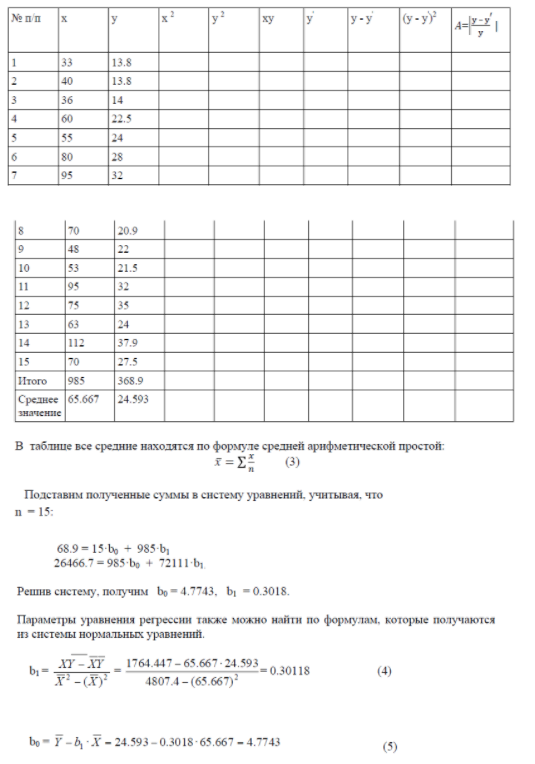 № п/п x y x 2 y 2 xy y' y - y' (y - y')2 A=|y−y'/y|
1 33 13.8
2 40 13.8
3 36 14
4 60 22.5
5 55 24
6 80 28
7 95 32
8 70 20.9
9 48 22
10 53 21.5
11 95 32
12 75 35
13 63 24
14 112 37.9
15 70 27.5
Итого 985 368.9
Среднее 65.667 24.593
значение
В таблице все средние находятся по формуле средней арифметической простой:
x̄ = ∑ x/n (3)
Подставим полученные суммы в систему уравнений, учитывая, что
n = 15:
68.9 = 15·b₀ + 985·b₁
26466.7 = 985·b₀ + 72111·b₁.
Решив систему, получим b₀ = 4.7743, b₁ = 0.3018.
Параметры уравнения регрессии также можно найти по формулам, которые получаются
из системы нормальных уравнений.
b₁ = (XY − XY)/(X̄² − (X̄)²) = (1764.447 − 65.667 · 24.593)/(4807.4 − (65.667)²) = 0.30118 (4)
b₀ = Ȳ − b₁ · X̄ = 24.593 − 0.3018 · 65.667 = 4.7743 (5)